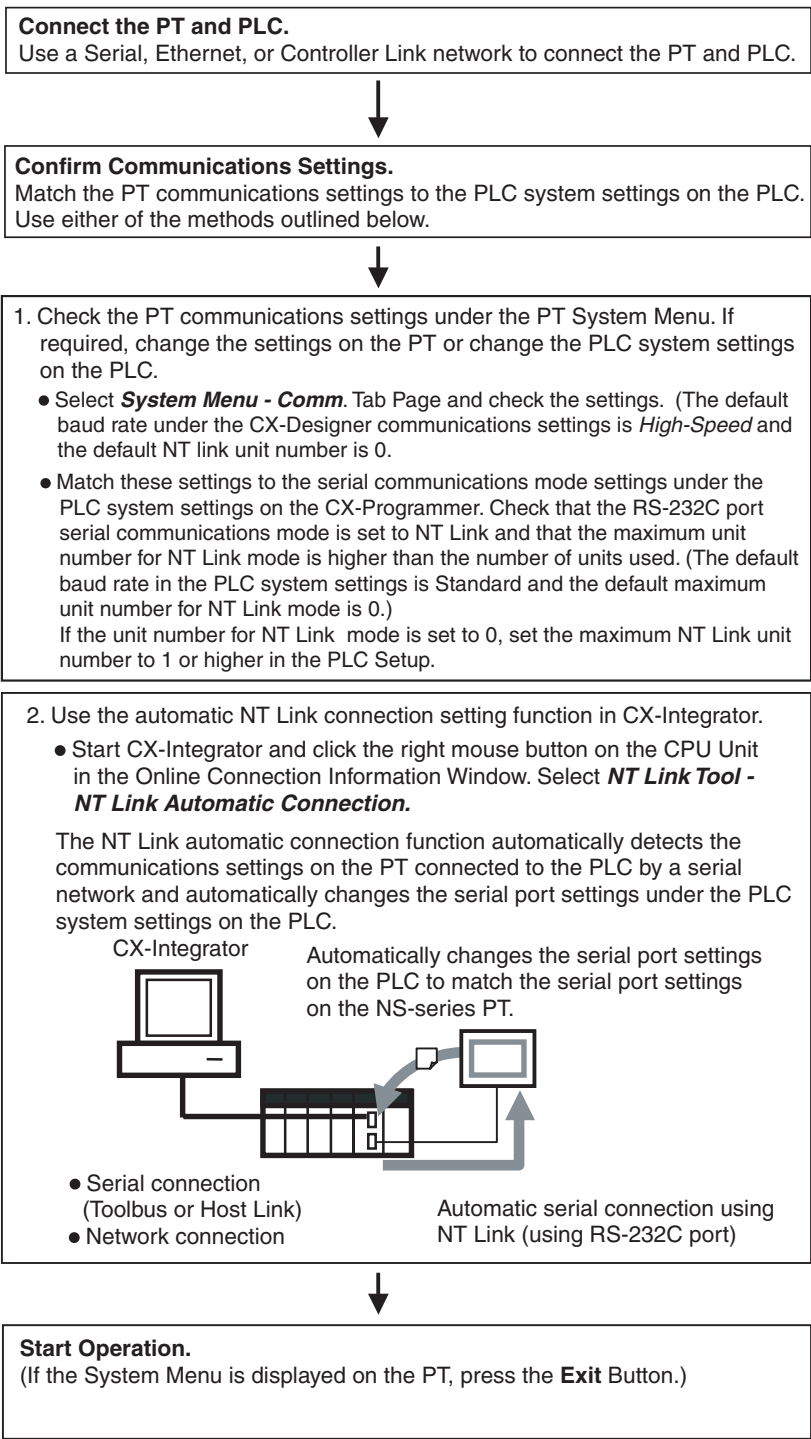 Connect the PT and PLC.
Use a Serial, Ethernet, or Controller Link network to connect the PT and PLC.
Confirm Communications Settings.
Match the PT communications settings to the PLC system settings on the PLC.
Use either of the methods outlined below.
1. Check the PT communications settings under the PT System Menu. If
required, change the settings on the PT or change the PLC system settings
on the PLC.
● Select System Menu - Comm. Tab Page and check the settings. (The default
baud rate under the CX-Designer communications settings is High-Speed and
the default NT link unit number is 0.
● Match these settings to the serial communications mode settings under the
PLC system settings on the CX-Programmer. Check that the RS-232C port
serial communications mode is set to NT Link and that the maximum unit
number for NT Link mode is higher than the number of units used. (The default
baud rate in the PLC system settings is Standard and the default maximum
unit number for NT Link mode is 0.)
If the unit number for NT Link mode is set to 0, set the maximum NT Link unit
number to 1 or higher in the PLC Setup.
2. Use the automatic NT Link connection setting function in CX-Integrator.
● Start CX-Integrator and click the right mouse button on the CPU Unit
in the Online Connection Information Window. Select NT Link Tool -
NT Link Automatic Connection.
The NT Link automatic connection function automatically detects the
communications settings on the PT connected to the PLC by a serial
network and automatically changes the serial port settings under the PLC
system settings on the PLC.
CX-Integrator
Automatically changes the serial port settings
on the PLC to match the serial port settings
on the NS-series PT.
● Serial connection
(Toolbus or Host Link)
● Network connection
Automatic serial connection using
NT Link (using RS-232C port)
Start Operation.
(If the System Menu is displayed on the PT, press the Exit Button.)